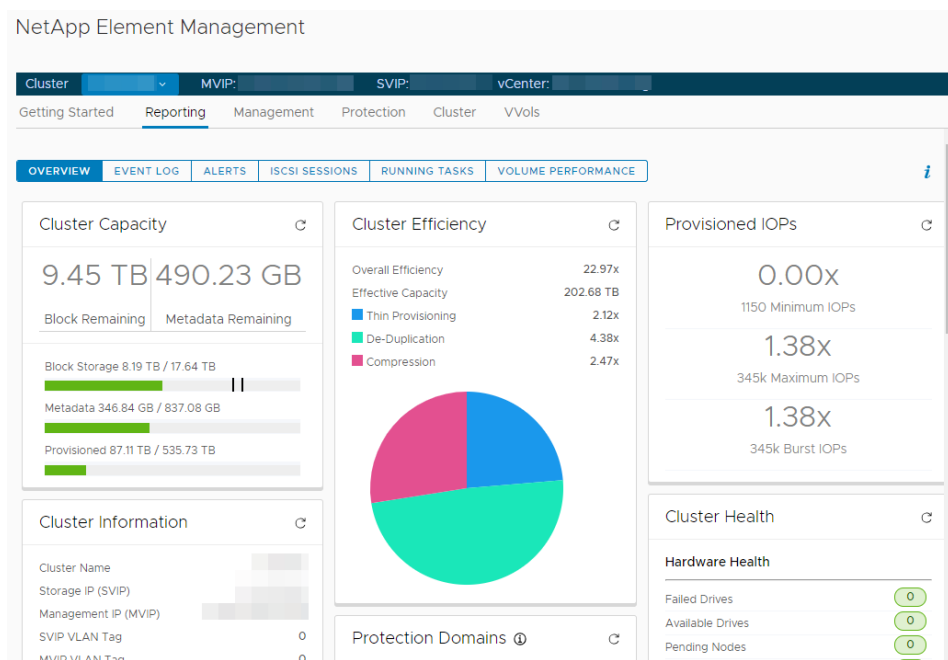 NetApp Element Management
Cluster MVIP: SVIP: vCenter:
Getting Started Reporting Management Protection Cluster VVols
OVERVIEW EVENT LOG ALERTS ISCSI SESSIONS RUNNING TASKS VOLUME PERFORMANCE i
Cluster Capacity
9.45 TB 490.23 GB
Block Remaining Metadata Remaining
Block Storage 8.19 TB / 17.64 TB
Metadata 346.84 GB / 837.08 GB
Provisioned 87.11 TB / 535.73 TB
Cluster Efficiency
Overall Efficiency 22.97x
Effective Capacity 202.68 TB
Thin Provisioning 2.12x
De-Duplication 4.38x
Compression 2.47x
Provisioned IOPs
0.00x
1150 Minimum IOPs
1.38x
345k Maximum IOPs
1.38x
345k Burst IOPs
Cluster Information
Cluster Name
Storage IP (SVIP)
Management IP (MVIP)
SVIP VLAN Tag 0
MVIP VLAN Tag 0
Protection Domains
Cluster Health
Hardware Health
Failed Drives 0
Available Drives 0
Pending Nodes 0